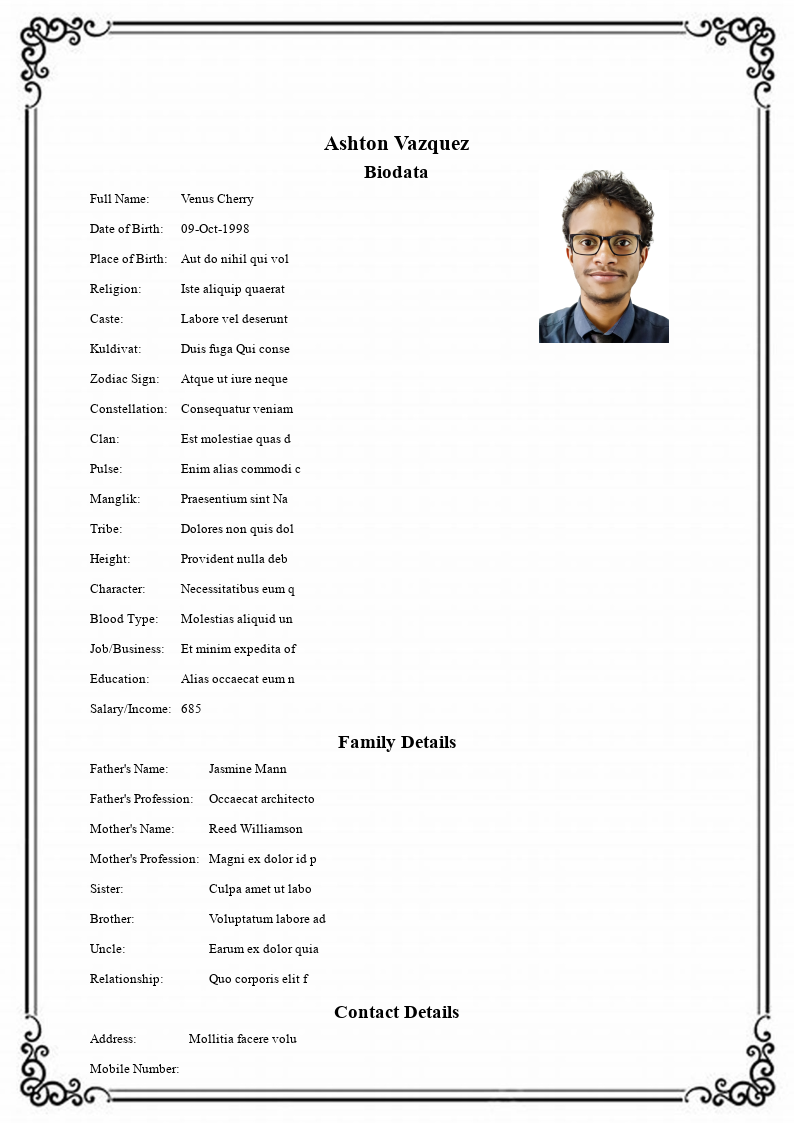 Ashton Vazquez
Biodata
Full Name: Venus Cherry
Date of Birth: 09-Oct-1998
Place of Birth: Aut do nihil qui vol
Religion: Iste aliquip quaerat
Caste: Labore vel deserunt
Kuldivat: Duis fuga Qui conse
Zodiac Sign: Atque ut iure neque
Constellation: Consequatur veniam
Clan: Est molestiae quas d
Pulse: Enim alias commodi c
Manglik: Praesentium sint Na
Tribe: Dolores non quis dol
Height: Provident nulla deb
Character: Necessitatibus eum q
Blood Type: Molestias aliquid un
Job/Business: Et minim expedita of
Education: Alias occaecat eum n
Salary/Income: 685
Family Details
Father's Name: Jasmine Mann
Father's Profession: Occaecat architecto
Mother's Name: Reed Williamson
Mother's Profession: Magni ex dolor id p
Sister: Culpa amet ut labo
Brother: Voluptatum labore ad
Uncle: Earum ex dolor quia
Relationship: Quo corporis elit f
Contact Details
Address: Mollitia facere volu
Mobile Number: